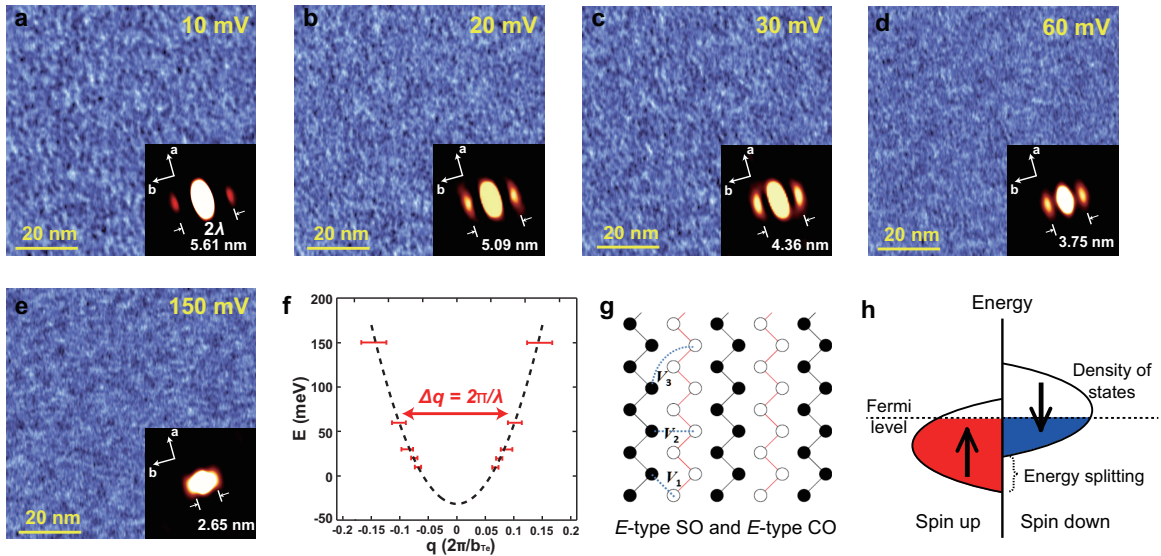 a
10 mV
a
b
2λ
5.61 nm
20 nm
b
20 mV
a
b
5.09 nm
20 nm
c
30 mV
a
b
4.36 nm
20 nm
d
60 mV
a
b
3.75 nm
20 nm
e
150 mV
a
b
2.65 nm
20 nm
f
200
150
100
50
0
-50
E (meV)
Δq = 2π/λ
-0.2 -0.15 -0.1 -0.05 0 0.05 0.1 0.15 0.2
q (2π/bTe)
g
V3
V2
V1
E-type SO and E-type CO
h
Energy
Density of
states
Fermi
level
Energy splitting
Spin up
Spin down